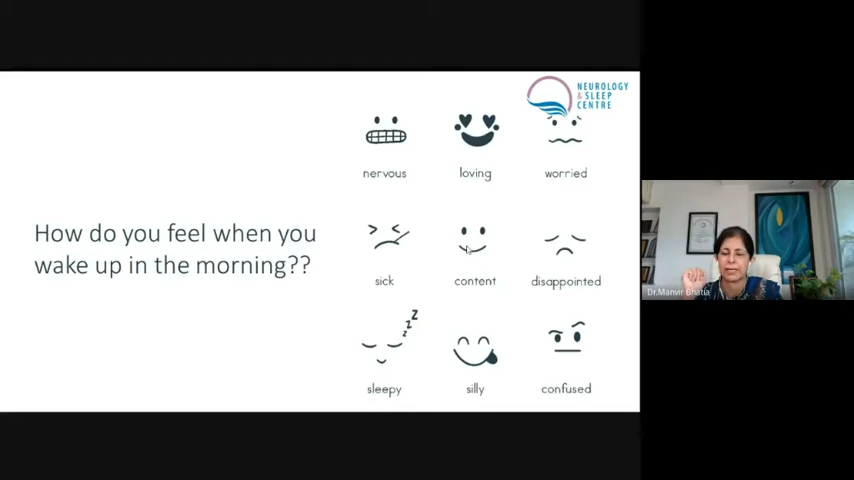 NEUROLOGY
& SLEEP
CENTRE
nervous
loving
worried
How do you feel when you
wake up in the morning??
sick
content
disappointed
z z Z
sleepy
silly
confused
Dr.Manvir Bhatia